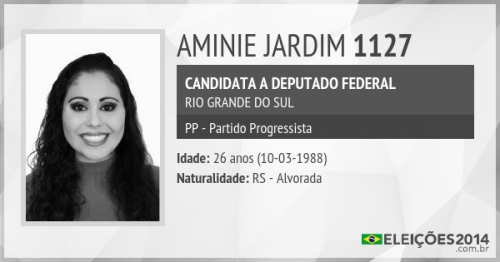 AMINIE JARDIM 1127
CANDIDATA A DEPUTADO FEDERAL
RIO GRANDE DO SUL
PP - Partido Progressista
Idade: 26 anos (10-03-1988)
Naturalidade: RS - Alvorada
ELEIÇÕES2014
.com.br